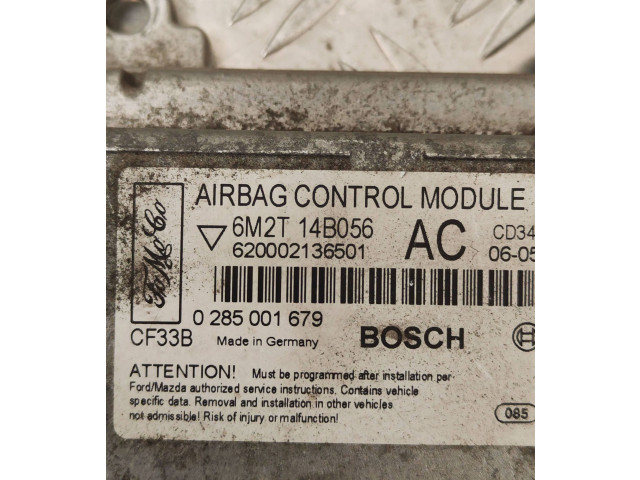 AIRBAG CONTROL MODULE
FoMoCo
6M2T 14B056 AC CD34
620002136501 06-05
0 285 001 679 BOSCH
CF33B Made in Germany
ATTENTION! Must be programmed after installation per
Ford/Mazda authorized service instructions. Contains vehicle
specific data. Removal and installation in other vehicles
not admissible! Risk of injury or malfunction!
085